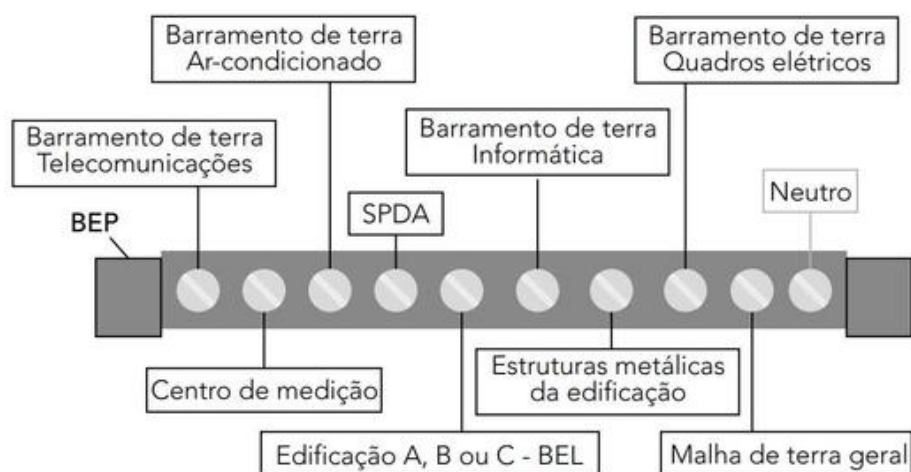 Barramento de terra
Ar-condicionado
Barramento de terra
Quadros elétricos
Barramento de terra
Telecomunicações
Barramento de terra
Informática
SPDA
Neutro
BEP
Centro de medição
Estruturas metálicas
da edificação
Edificação A, B ou C - BEL
Malha de terra geral